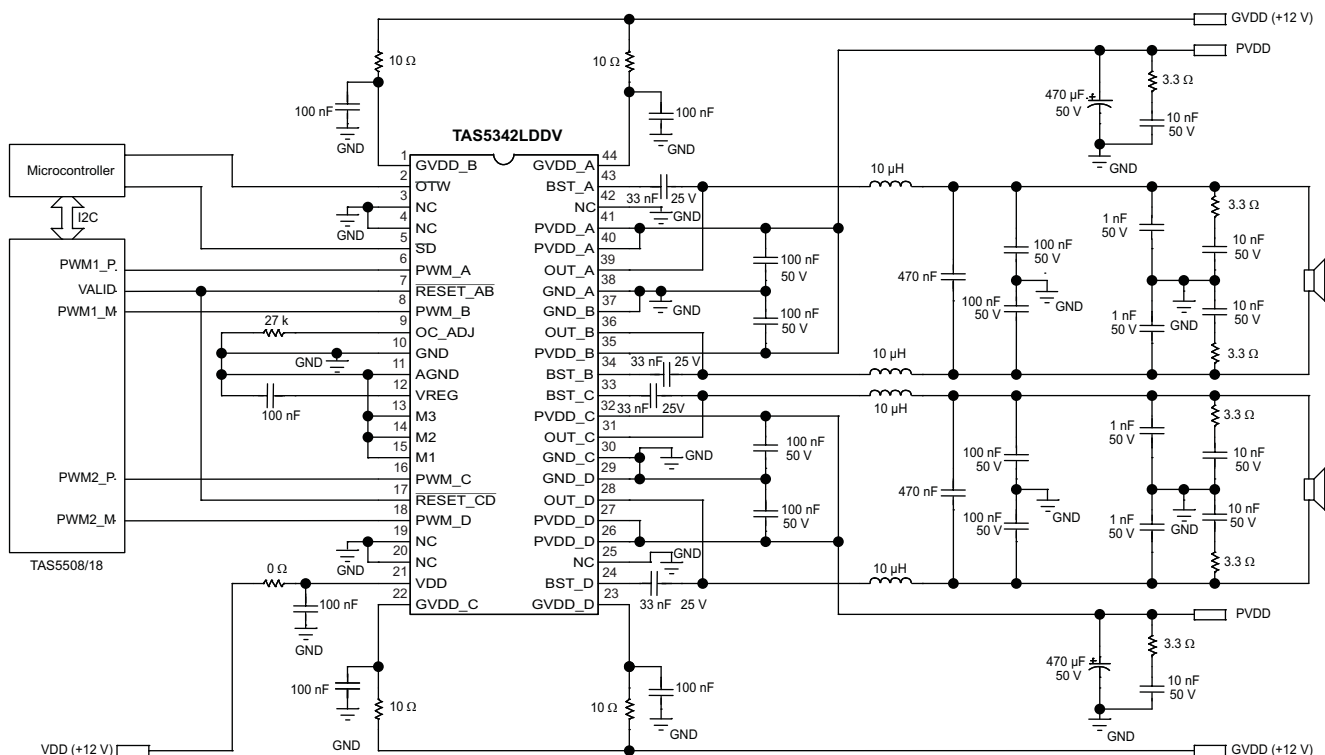 GVDD (+12 V)
PVDD
10 Ω
10 Ω
3.3 Ω
470 µF
50 V
10 nF
50 V
100 nF
100 nF
GND
GND
GND
TAS5342LDDV
Microcontroller
I2C
PWM1_P
VALID
PWM1_M
PWM2_P
PWM2_M
TAS5508/18
1
GVDD_B
2
OTW
3
NC
4
NC
5
SD
6
PWM_A
7
RESET_AB
8
PWM_B
9
OC_ADJ
10
GND
11
AGND
12
VREG
13
M3
14
M2
15
M1
16
PWM_C
17
RESET_CD
18
PWM_D
19
NC
20
NC
21
VDD
22
GVDD_C
44
GVDD_A
43
BST_A
42
NC
41
PVDD_A
40
PVDD_A
39
OUT_A
38
GND_A
37
GND_B
36
OUT_B
35
PVDD_B
34
BST_B
33
BST_C
32
PVDD_C
31
OUT_C
30
GND_C
29
GND_D
28
OUT_D
27
PVDD_D
26
PVDD_D
25
NC
24
BST_D
23
GVDD_D
GND
27 k
GND
100 nF
GND
0 Ω
100 nF
GND
33 nF 25 V
GND
100 nF
50 V
GND
100 nF
50 V
33 nF 25 V
33 nF 25V
GND
100 nF
50 V
100 nF
50 V
GND
33 nF 25 V
10 µH
470 nF
100 nF
50 V
GND
100 nF
50 V
1 nF
50 V
GND
1 nF
50 V
3.3 Ω
10 nF
50 V
10 nF
50 V
3.3 Ω
10 µH
10 µH
470 nF
100 nF
50 V
GND
100 nF
50 V
1 nF
50 V
GND
1 nF
50 V
3.3 Ω
10 nF
50 V
10 nF
50 V
3.3 Ω
10 µH
PVDD
3.3 Ω
470 µF
50 V
10 nF
50 V
GND
100 nF
GND
10 Ω
100 nF
GND
10 Ω
VDD (+12 V)
GVDD (+12 V)